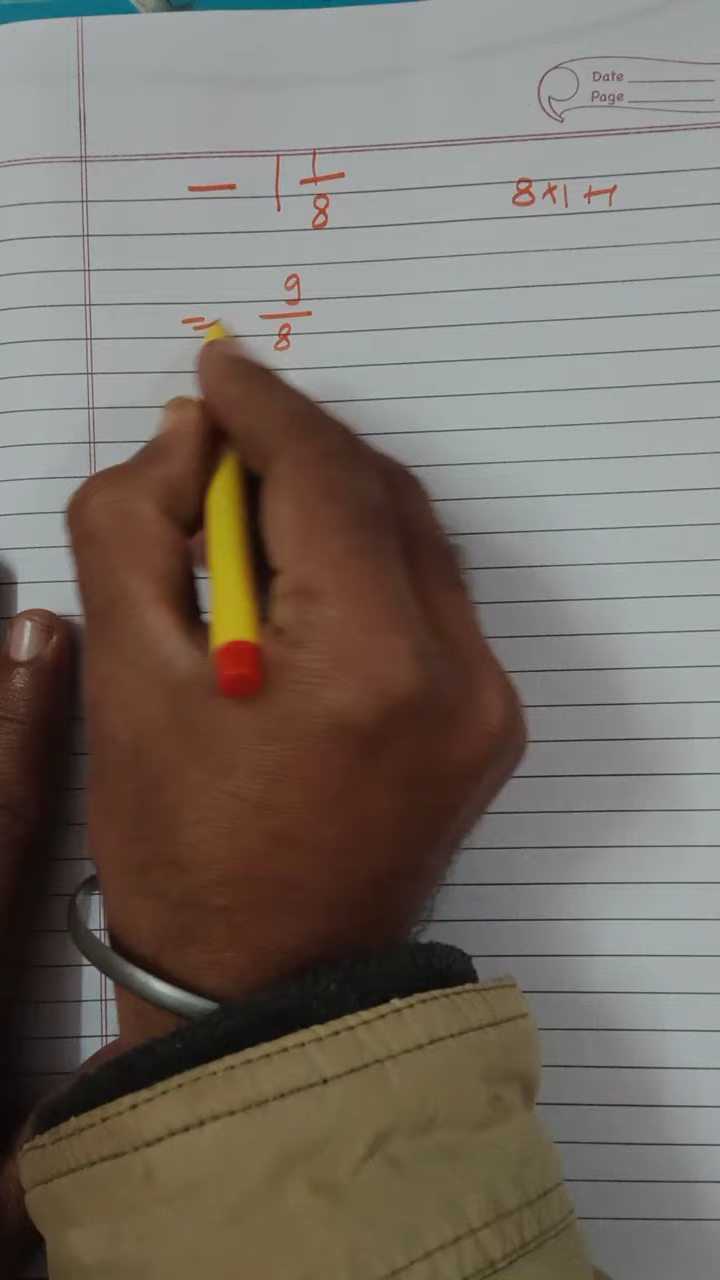 Date
Page
− 1 1/8
8×1+1
= 9/8